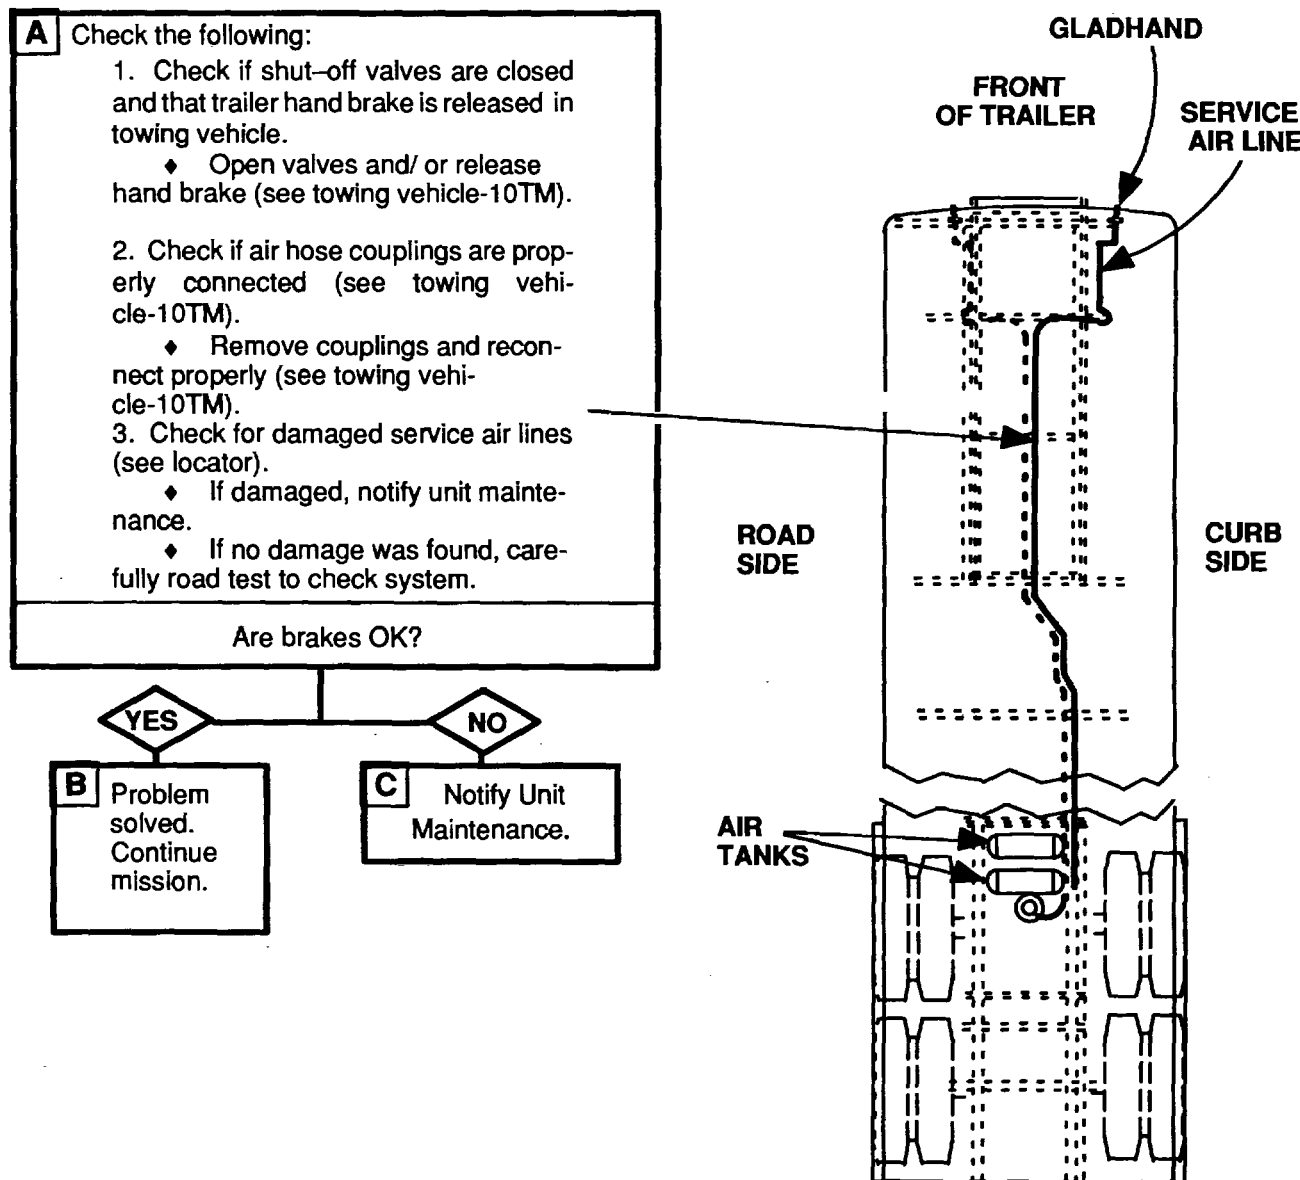 A Check the following:
1. Check if shut–off valves are closed
and that trailer hand brake is released in
towing vehicle.
♦ Open valves and/ or release
hand brake (see towing vehicle-10TM).
2. Check if air hose couplings are prop-
erly connected (see towing vehi-
cle-10TM).
♦ Remove couplings and recon-
nect properly (see towing vehi-
cle-10TM).
3. Check for damaged service air lines
(see locator).
♦ If damaged, notify unit mainte-
nance.
♦ If no damage was found, care-
fully road test to check system.
Are brakes OK?
YES
NO
B Problem
solved.
Continue
mission.
C Notify Unit
Maintenance.
GLADHAND
FRONT
OF TRAILER
SERVICE
AIR LINE
ROAD
SIDE
CURB
SIDE
AIR
TANKS